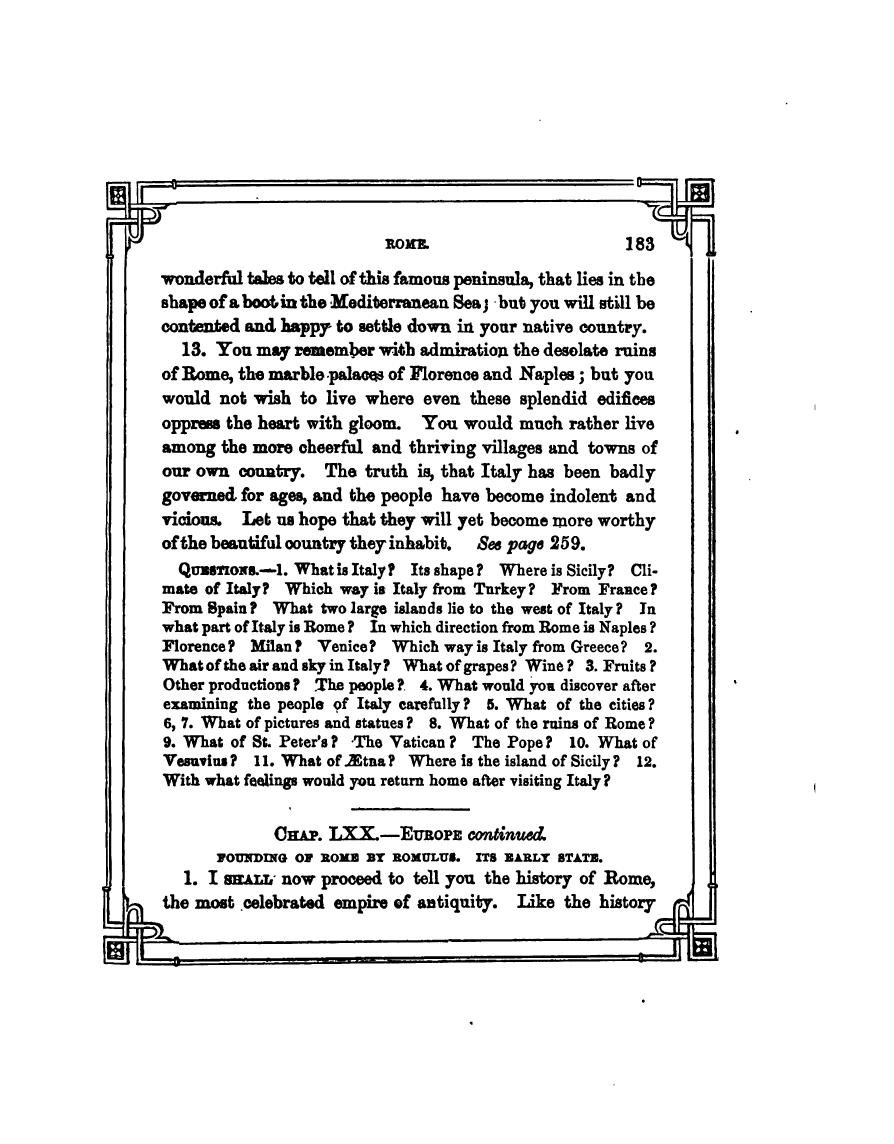 ROME. 183
wonderful tales to tell of this famous peninsula, that lies in the
shape of a boot in the Mediterranean Sea; but you will still be
contented and happy to settle down in your native country.
13. You may remember with admiration the desolate ruins
of Rome, the marble palaces of Florence and Naples; but you
would not wish to live where even these splendid edifices
oppress the heart with gloom. You would much rather live
among the more cheerful and thriving villages and towns of
our own country. The truth is, that Italy has been badly
governed for ages, and the people have become indolent and
vicious. Let us hope that they will yet become more worthy
of the beautiful country they inhabit. See page 259.
QUESTIONS.—1. What is Italy? Its shape? Where is Sicily? Cli-
mate of Italy? Which way is Italy from Turkey? From France?
From Spain? What two large islands lie to the west of Italy? In
what part of Italy is Rome? In which direction from Rome is Naples?
Florence? Milan? Venice? Which way is Italy from Greece? 2.
What of the air and sky in Italy? What of grapes? Wine? 3. Fruits?
Other productions? The people? 4. What would you discover after
examining the people of Italy carefully? 5. What of the cities?
6, 7. What of pictures and statues? 8. What of the ruins of Rome?
9. What of St. Peter's? The Vatican? The Pope? 10. What of
Vesuvius? 11. What of Ætna? Where is the island of Sicily? 12.
With what feelings would you return home after visiting Italy?
CHAP. LXX.—EUROPE continued.
FOUNDING OF ROME BY ROMULUS. ITS EARLY STATE.
1. I SHALL now proceed to tell you the history of Rome,
the most celebrated empire of antiquity. Like the history